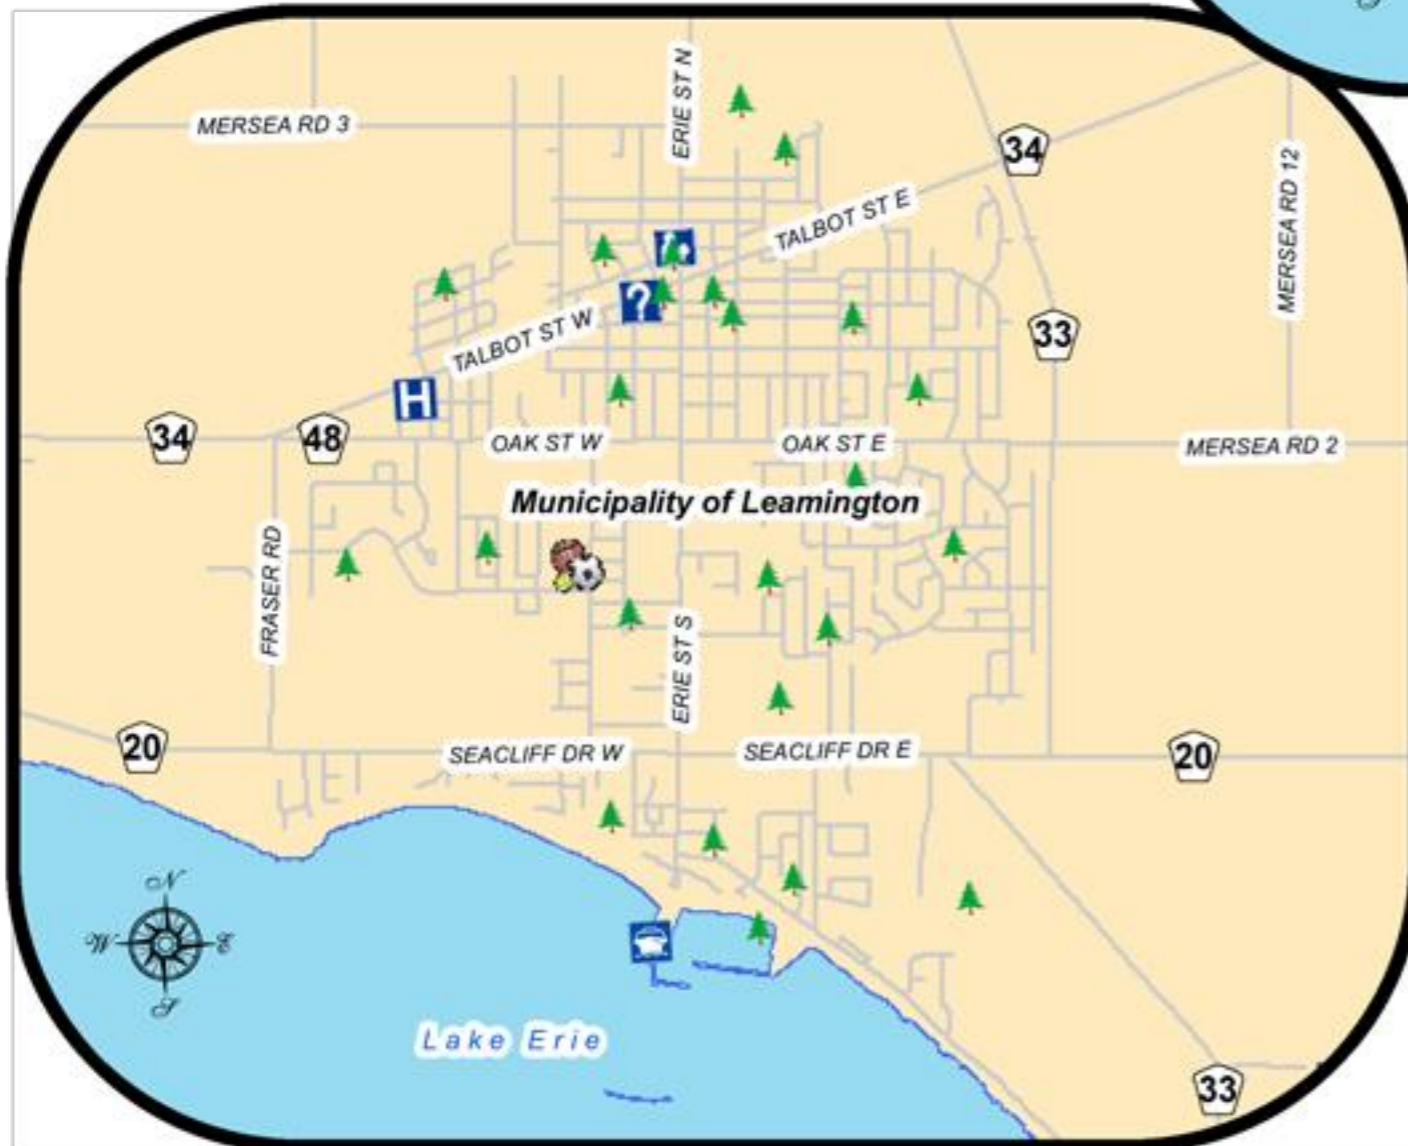 ERIE ST N
MERSEA RD 3
34
MERSEA RD 12
TALBOT ST E
?
TALBOT ST W
33
H
34
48
OAK ST W
OAK ST E
MERSEA RD 2
Municipality of Leamington
FRASER RD
ERIE ST S
20
SEACLIFF DR W
SEACLIFF DR E
20
N
W
E
S
Lake Erie
33